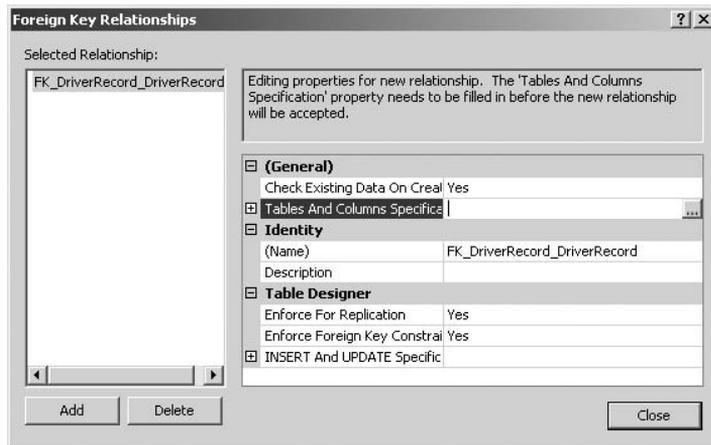 Foreign Key Relationships
Selected Relationship:
FK_DriverRecord_DriverRecord
Editing properties for new relationship. The 'Tables And Columns
Specification' property needs to be filled in before the new relationship
will be accepted.
(General)
Check Existing Data On Creat Yes
Tables And Columns Specifica ...
Identity
(Name) FK_DriverRecord_DriverRecord
Description
Table Designer
Enforce For Replication Yes
Enforce Foreign Key Constrai Yes
INSERT And UPDATE Specific
Add Delete Close